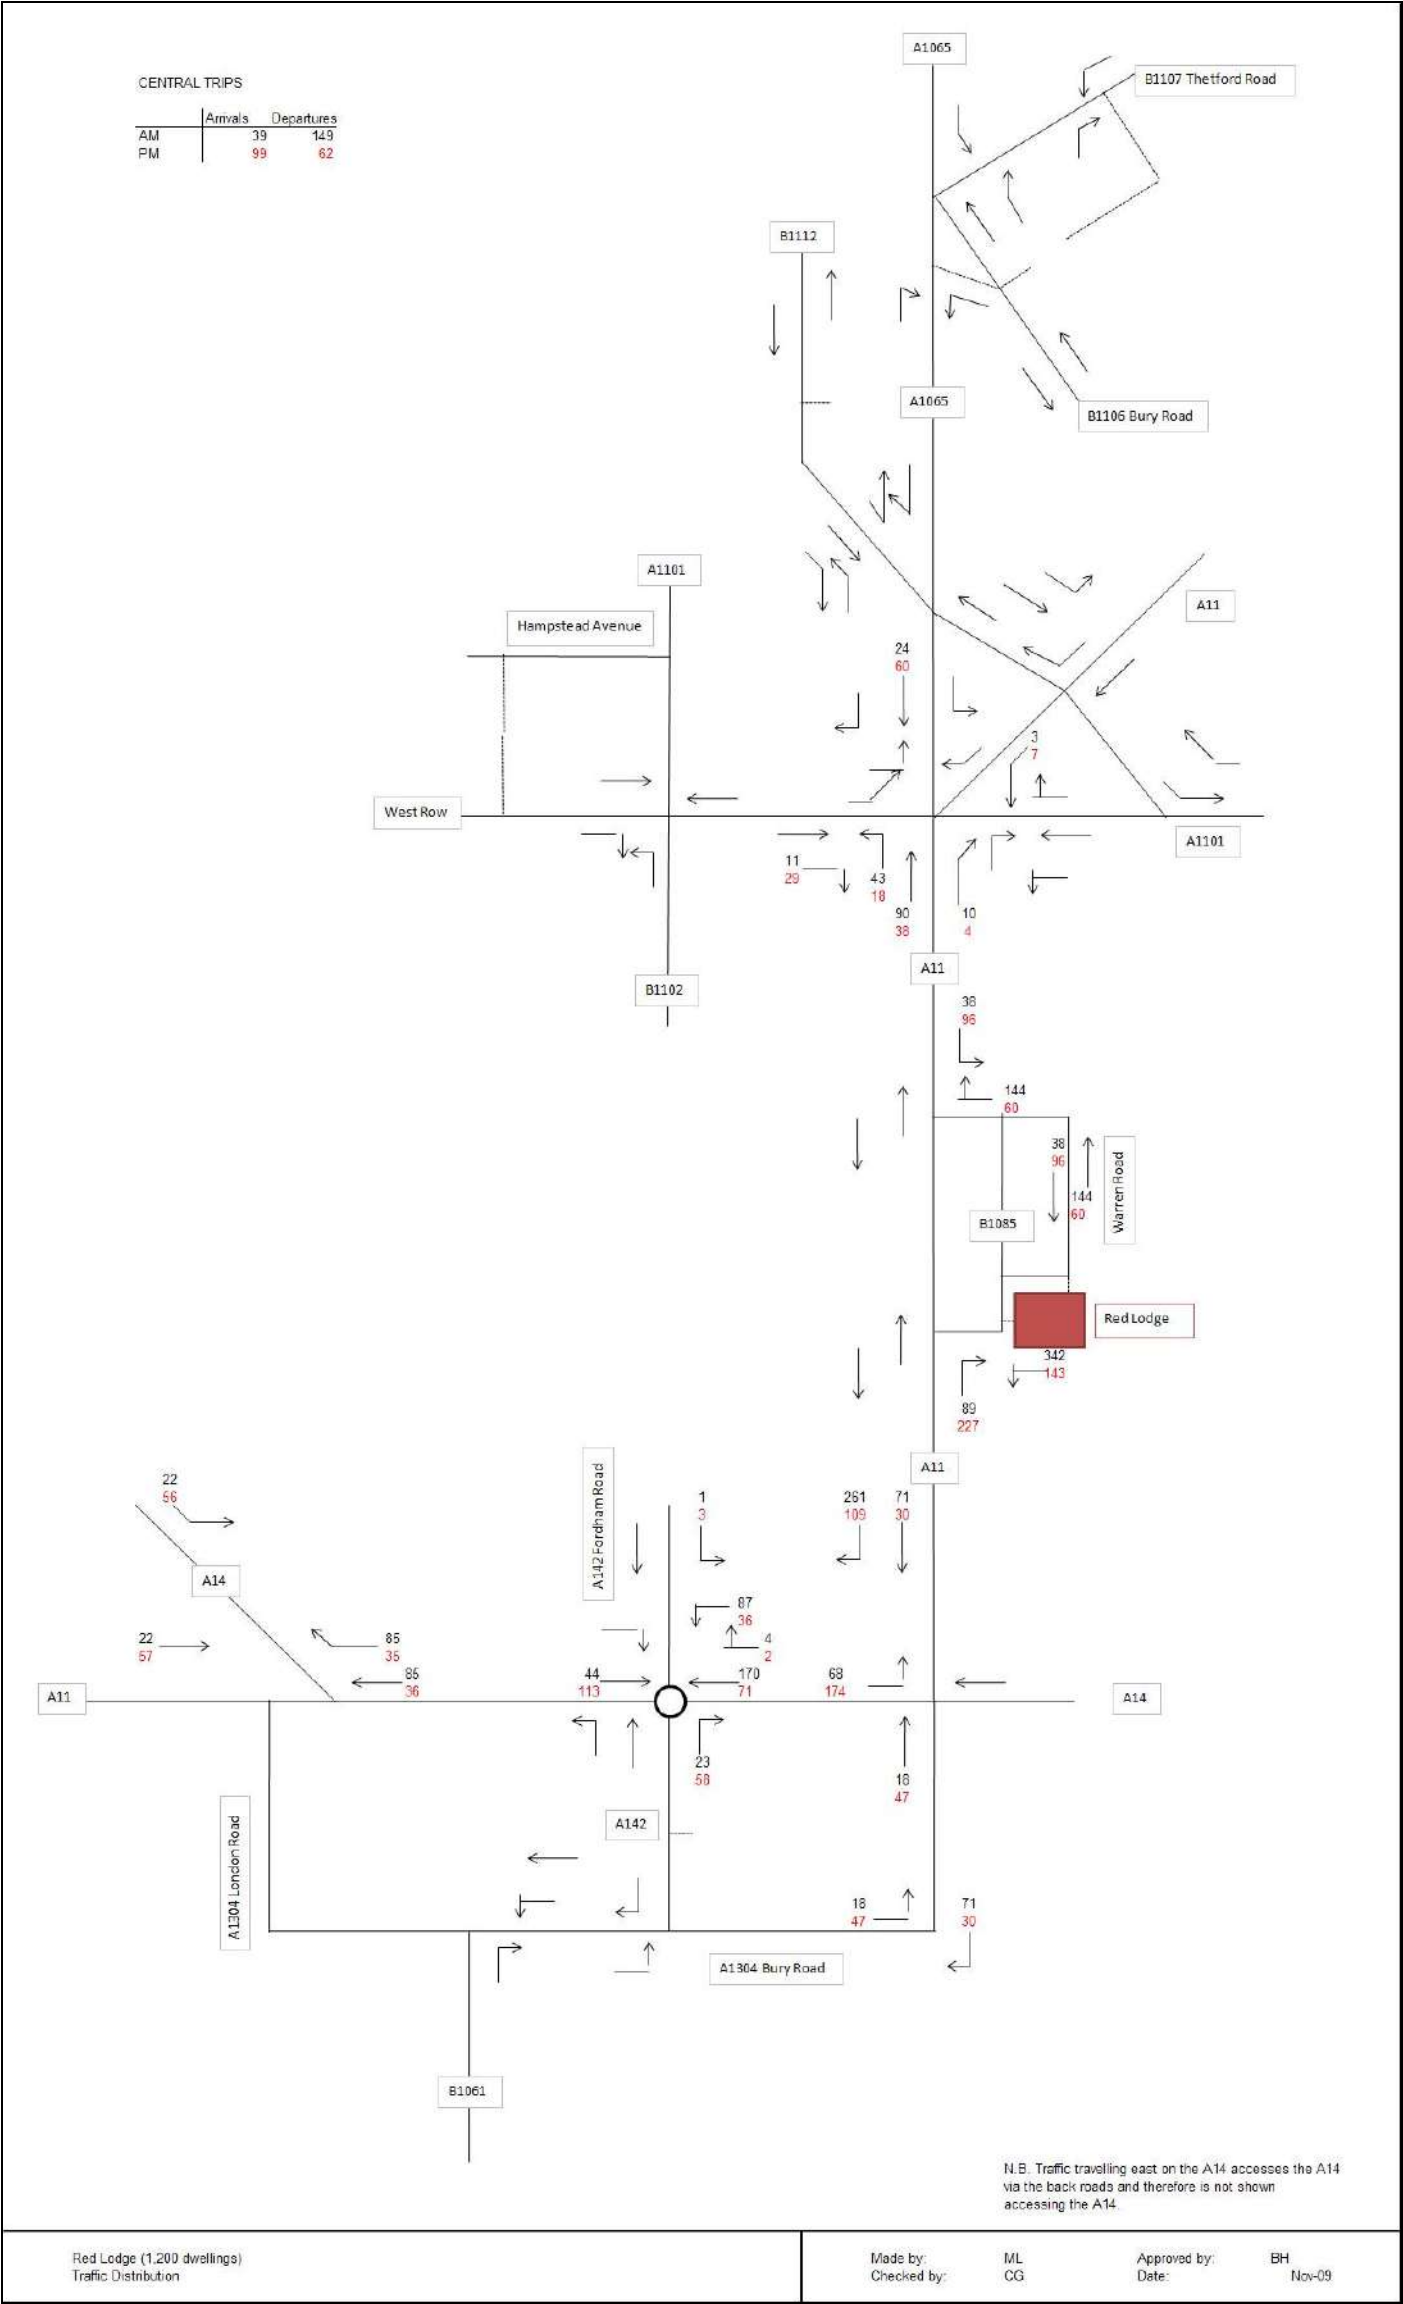 A1065
CENTRAL TRIPS
B1107 Thetford Road
Arrivals Departures
AM 39 149
PM 99 62
B1112
A1065
B1106 Bury Road
A1101
A11
Hampstead Avenue
24
60
3
7
West Row
A1101
11
29
43
18
90
38
10
4
A11
B1102
38
96
144
60
38
96
Warren Road
144
60
B1085
Red Lodge
342
143
89
227
A11
A142 Fordham Road
22
56
1
3
261
109
71
30
A14
87
36
22
57
85
35
4
2
85
36
44
113
170
71
68
174
A11
A14
23
58
18
47
A142
A1304 London Road
18
47
71
30
A1304 Bury Road
B1061
N.B. Traffic travelling east on the A14 accesses the A14
via the back roads and therefore is not shown
accessing the A14.
Red Lodge (1,200 dwellings)
Traffic Distribution
Made by: ML Approved by: BH
Checked by: CG Date: Nov-09